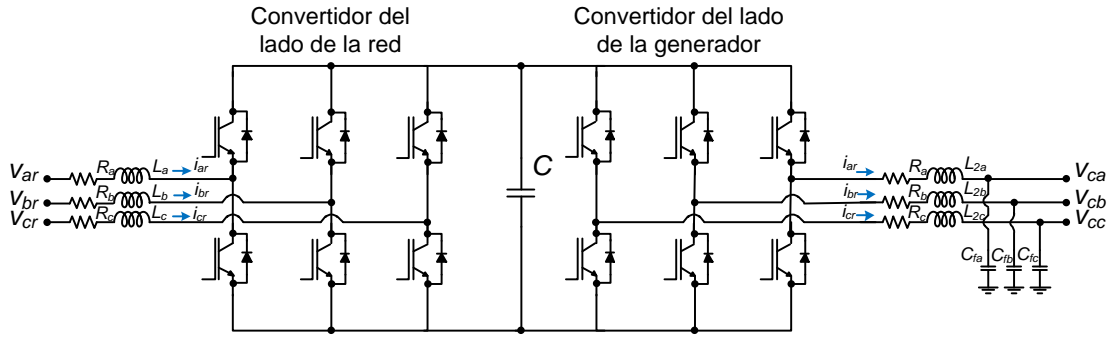 Convertidor del
lado de la red
Convertidor del lado
de la generador
Var
Ra
La
iar
Vbr
Rb
Lb
ibr
Vcr
Rc
Lc
icr
C
iar
Ra
L2a
Vca
ibr
Rb
L2b
Vcb
icr
Rc
L2c
Vcc
Cfa
Cfb
Cfc